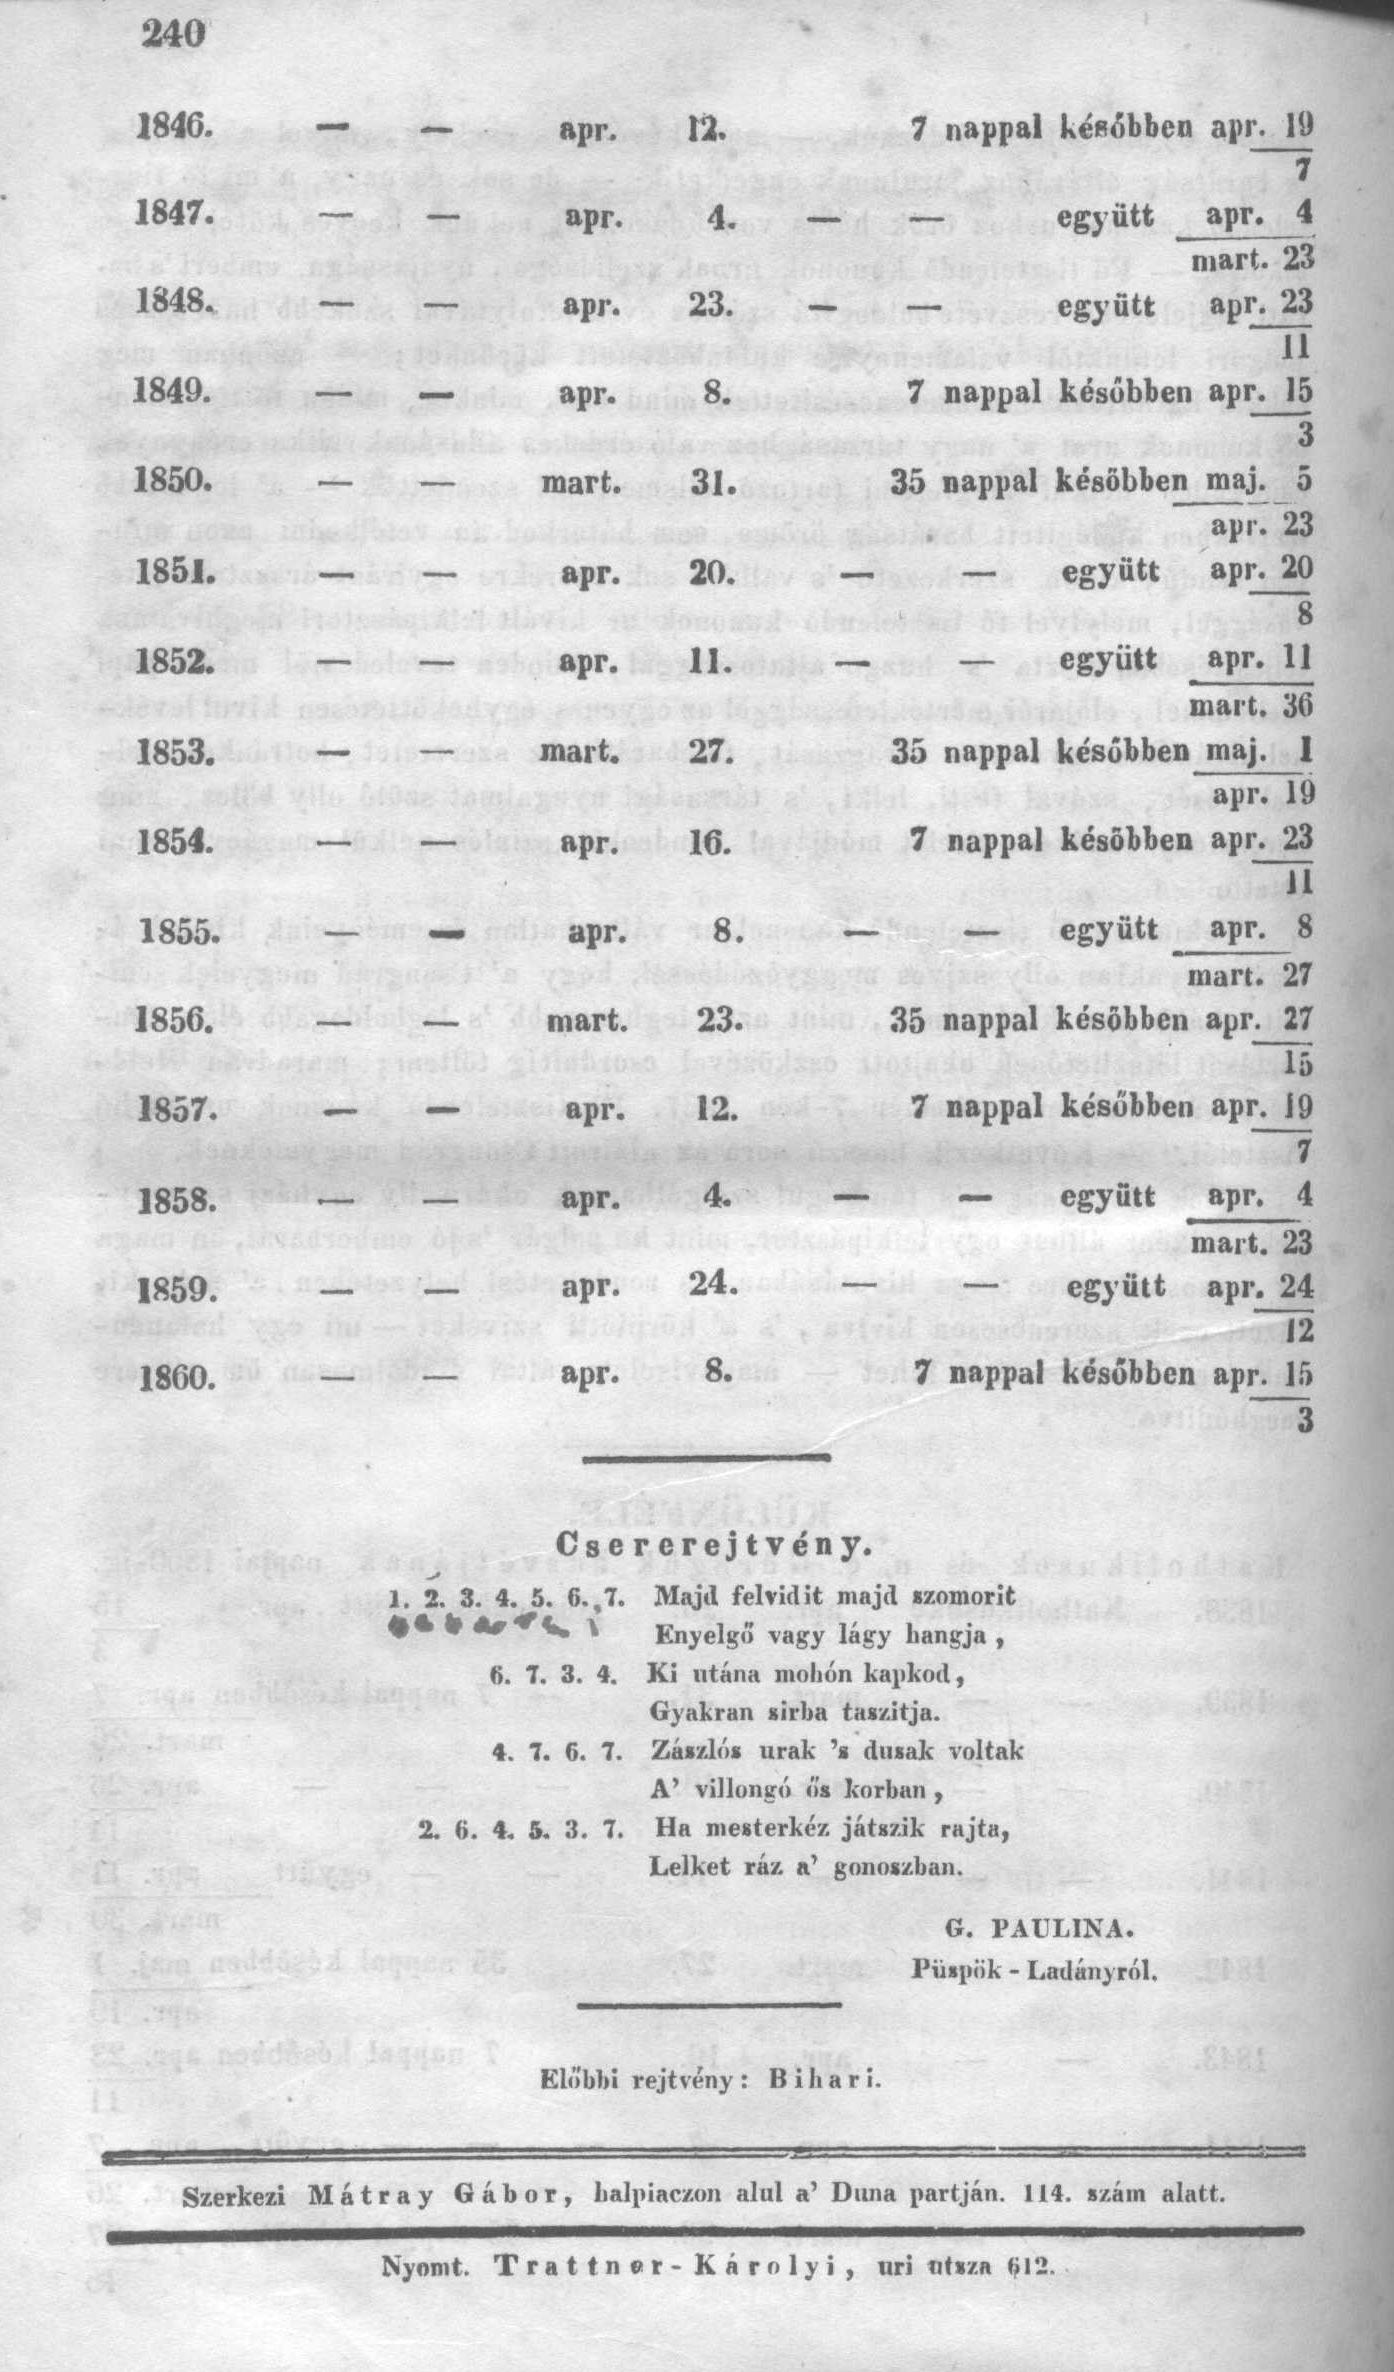 240
1846. — — apr. 12. 7 nappal későbben apr. 19
7
1847. — — apr. 4. — — együtt apr. 4
mart. 23
1848. — — apr. 23. — — együtt apr. 23
11
1849. — — apr. 8. 7 nappal későbben apr. 15
3
1850. — — mart. 31. 35 nappal későbben maj. 5
apr. 23
1851. — — apr. 20. — — együtt apr. 20
8
1852. — — apr. 11. — — együtt apr. 11
mart. 36
1853. — — mart. 27. 35 nappal későbben maj. 1
apr. 19
1854. — — apr. 16. 7 nappal későbben apr. 23
11
1855. — — apr. 8. — — együtt apr. 8
mart. 27
1856. — — mart. 23. 35 nappal későbben apr. 27
15
1857. — — apr. 12. 7 nappal későbben apr. 19
7
1858. — — apr. 4. — — együtt apr. 4
mart. 23
1859. — — apr. 24. — — együtt apr. 24
12
1860. — — apr. 8. 7 nappal későbben apr. 15
3
Csererejtvény.
1. 2. 3. 4. 5. 6. 7. Majd felvidit majd szomorit
Enyelgő vagy lágy hangja,
6. 7. 3. 4. Ki utána mohón kapkod,
Gyakran sirba taszitja.
4. 7. 6. 7. Zászlós urak 's dusak voltak
A' villongó ős korban,
2. 6. 4. 5. 3. 7. Ha mesterkéz játszik rajta,
Lelket ráz a' gonoszban.
G. PAULINA.
Püspök-Ladányról.
Előbbi rejtvény: Bihari.
Szerkezi Mátray Gábor, halpiaczon alul a' Duna partján. 114. szám alatt.
Nyomt. Trattner-Károlyi, uri utsza 612.